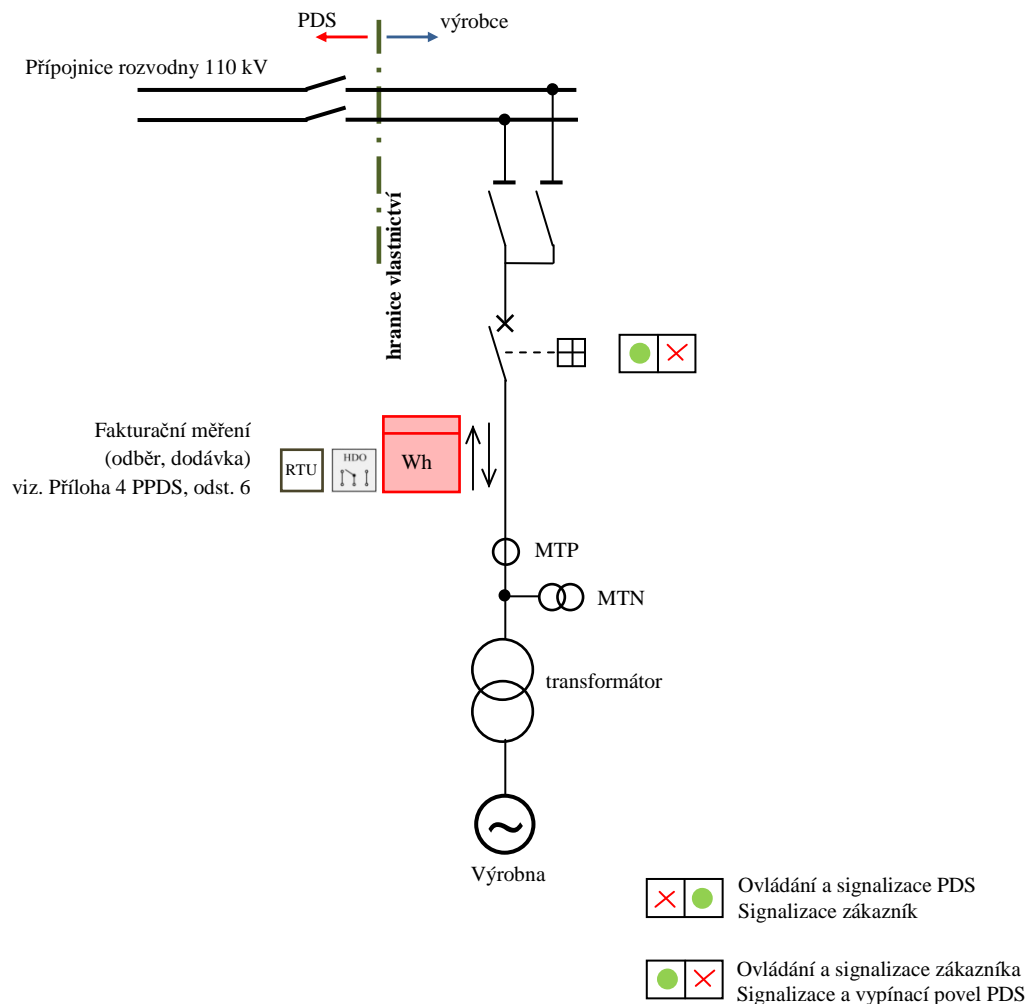 PDS
výrobce
Přípojnice rozvodny 110 kV
hranice vlastnictví
Fakturační měření
(odběr, dodávka)
viz. Příloha 4 PPDS, odst. 6
RTU
HDO
Wh
MTP
MTN
transformátor
Výrobna
Ovládání a signalizace PDS
Signalizace zákazník
Ovládání a signalizace zákazníka
Signalizace a vypínací povel PDS